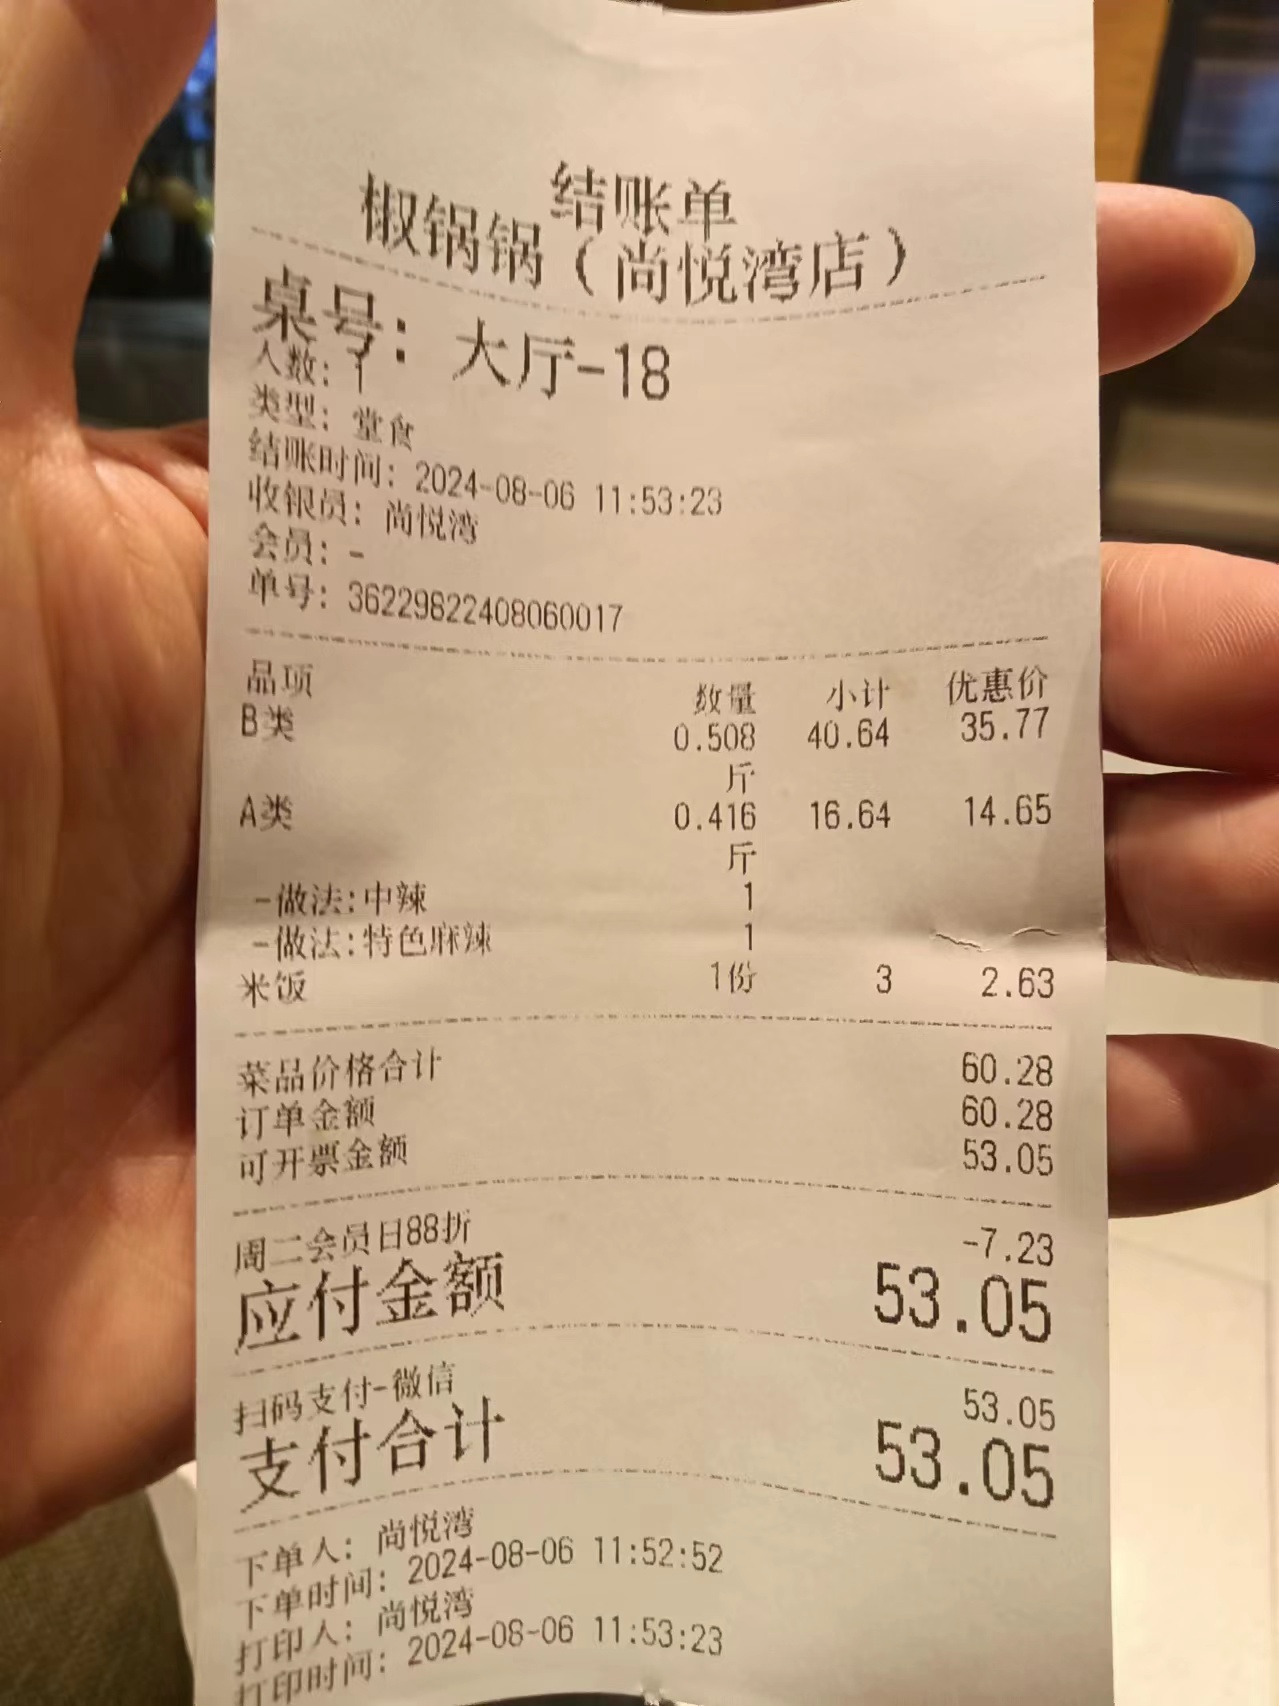 结账单
椒锅锅（尚悦湾店）
桌号：大厅-18
人数：1
类型：堂食
结账时间：2024-08-06 11:53:23
收银员：尚悦湾
会员：-
单号：36229822408060017
品项 数量 小计 优惠价
B类 0.508 40.64 35.77
斤
A类 0.416 16.64 14.65
斤
-做法:中辣 1
-做法:特色麻辣 1
米饭 1份 3 2.63
菜品价格合计 60.28
订单金额 60.28
可开票金额 53.05
周二会员日88折 -7.23
应付金额 53.05
扫码支付-微信 53.05
支付合计 53.05
下单人：尚悦湾
下单时间：2024-08-06 11:52:52
打印人：尚悦湾
打印时间：2024-08-06 11:53:23